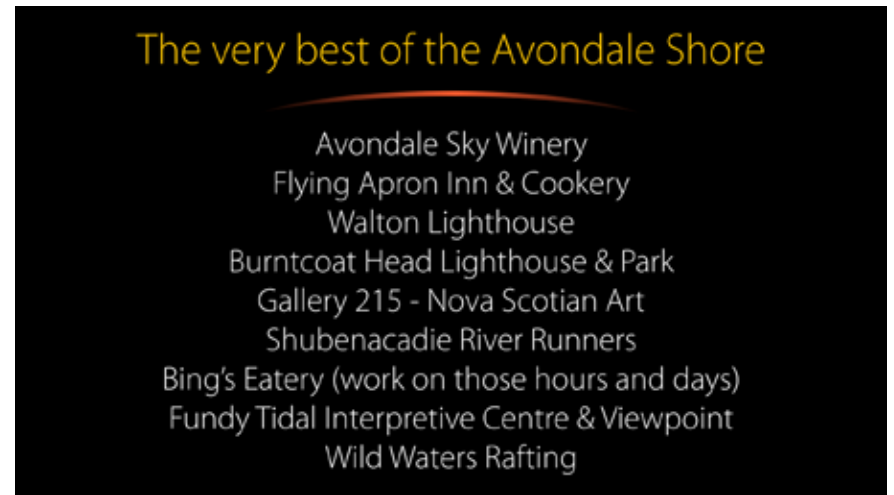 The very best of the Avondale Shore
Avondale Sky Winery
Flying Apron Inn & Cookery
Walton Lighthouse
Burntcoat Head Lighthouse & Park
Gallery 215 - Nova Scotian Art
Shubenacadie River Runners
Bing's Eatery (work on those hours and days)
Fundy Tidal Interpretive Centre & Viewpoint
Wild Waters Rafting